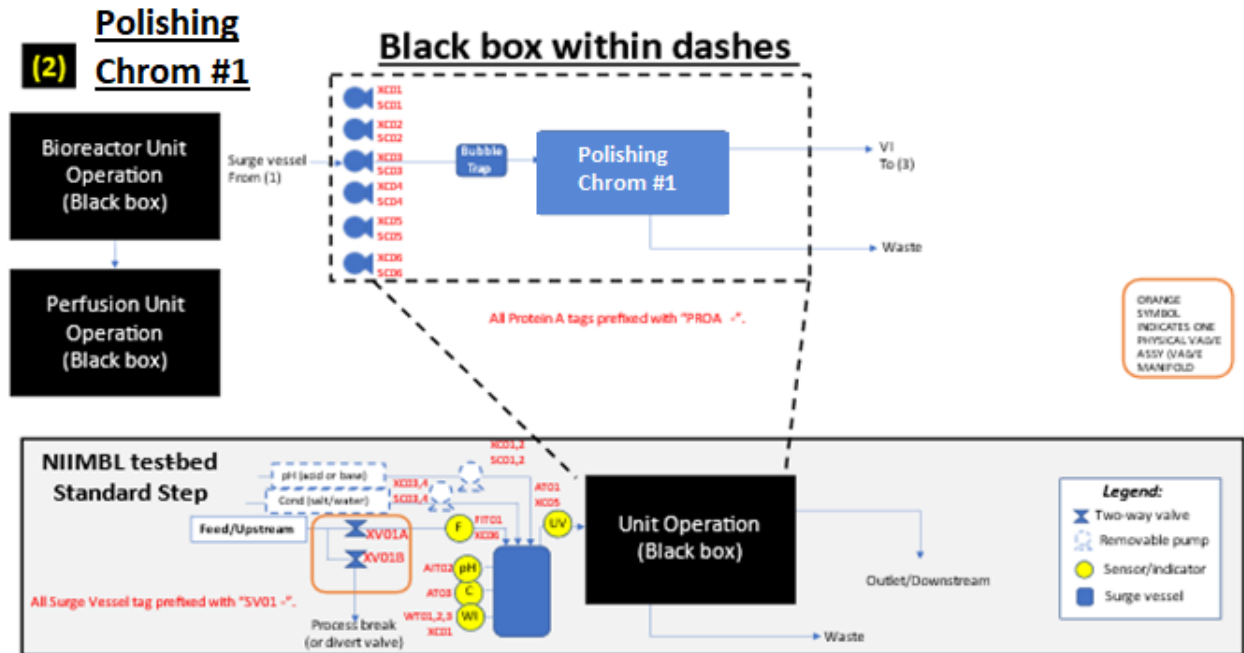 (2)
Polishing
Chrom #1
Black box within dashes
Bioreactor Unit
Operation
(Black box)
Perfusion Unit
Operation
(Black box)
Surge vessel
From (1)
XC01
SC01
XC02
SC02
XC03
SC03
XC04
SC04
XC05
SC05
XC06
SC06
Bubble
Trap
Polishing
Chrom #1
VI
To (3)
Waste
All Protein A tags prefixed with "PROA -".
ORANGE
SYMBOL
INDICATES ONE
PHYSICAL VAG/E
ASSY (VAG/E
MANIFOLD
NIIMBL test-bed
Standard Step
pH (acid or base)
Cond (salt/water)
Feed/Upstream
XC01,2
SC01,2
XC03,4
SC03,4
XV01A
XV01B
F
FIT01
XC06
AT01
XC05
UV
AIT02
pH
AT03
C
WT01,2,3
XC01
WI
All Surge Vessel tag prefixed with "SV01 -".
Process break
(or divert valve)
Unit Operation
(Black box)
Outlet/Downstream
Waste
Legend:
Two-way valve
Removable pump
Sensor/indicator
Surge vessel